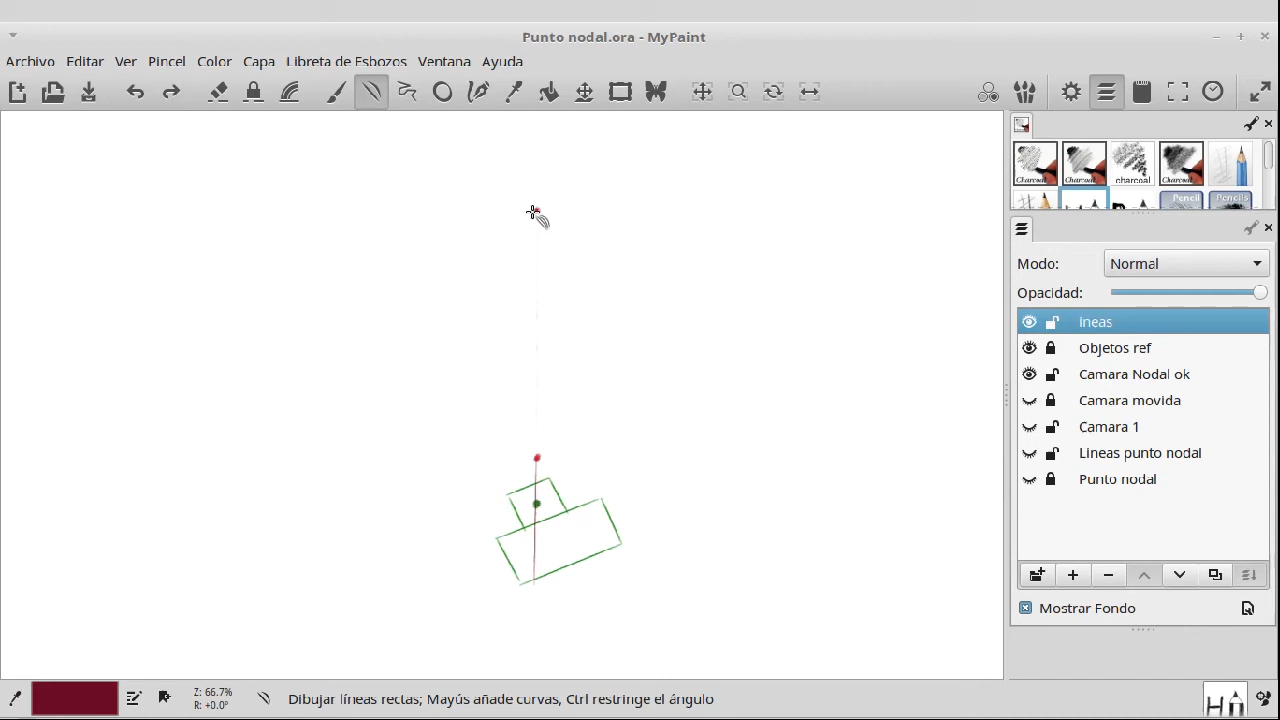 Punto nodal.ora - MyPaint
Archivo Editar Ver Pincel Color Capa Libreta de Esbozos Ventana Ayuda
Charcoal Charcoal charcoal Charcoal
Pencil Pencils
Modo: Normal
Opacidad:
ineas
Objetos ref
Camara Nodal ok
Camara movida
Camara 1
Lineas punto nodal
Punto nodal
Mostrar Fondo
Z: 66.7%
R: +0.0°
Dibujar líneas rectas; Mayús añade curvas, Ctrl restringe el ángulo